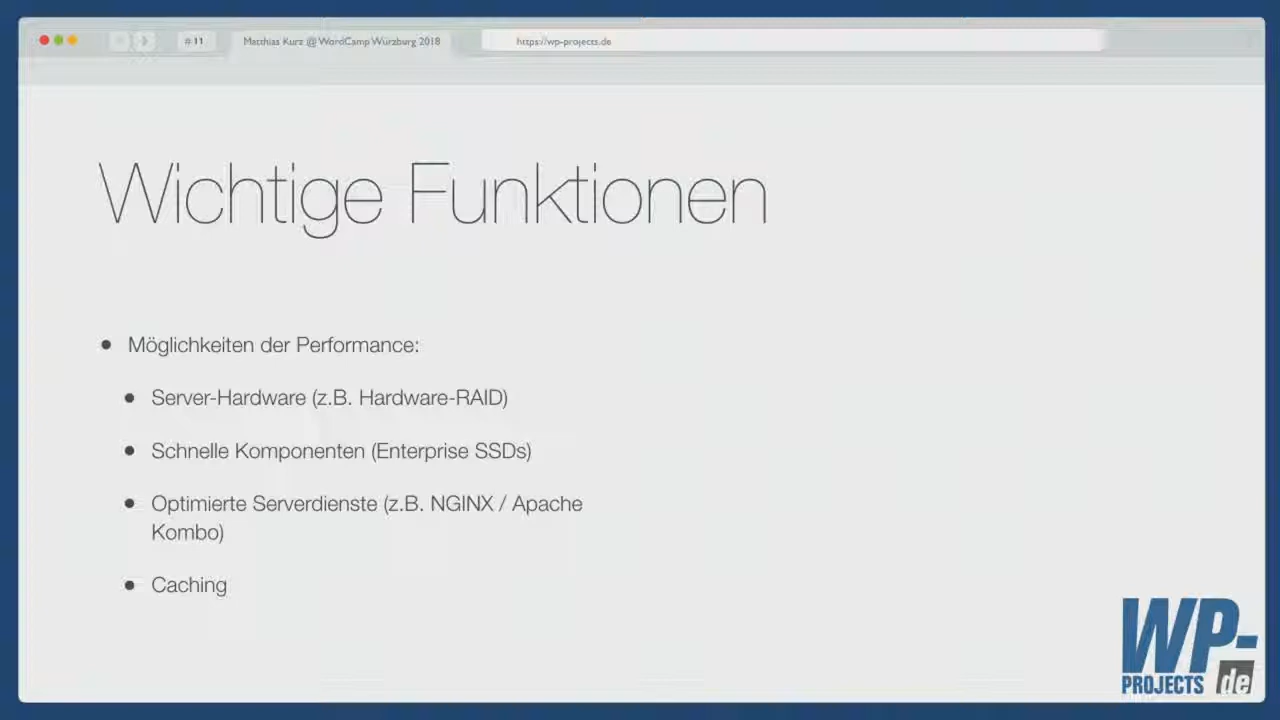 #11
Matthias Kurz @ WordCamp Würzburg 2018
https://wp-projects.de
Wichtige Funktionen
• Möglichkeiten der Performance:
• Server-Hardware (z.B. Hardware-RAID)
• Schnelle Komponenten (Enterprise SSDs)
• Optimierte Serverdienste (z.B. NGINX / Apache
Kombo)
• Caching
WP-
PROJECTS de